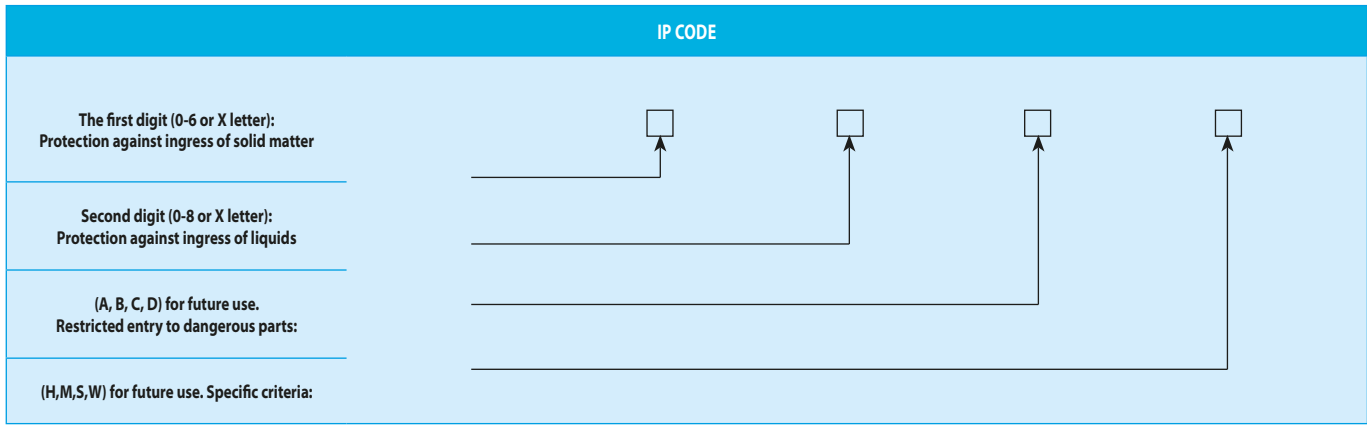 IP CODE
The first digit (0-6 or X letter):
Protection against ingress of solid matter
Second digit (0-8 or X letter):
Protection against ingress of liquids
(A, B, C, D) for future use.
Restricted entry to dangerous parts:
(H,M,S,W) for future use. Specific criteria: